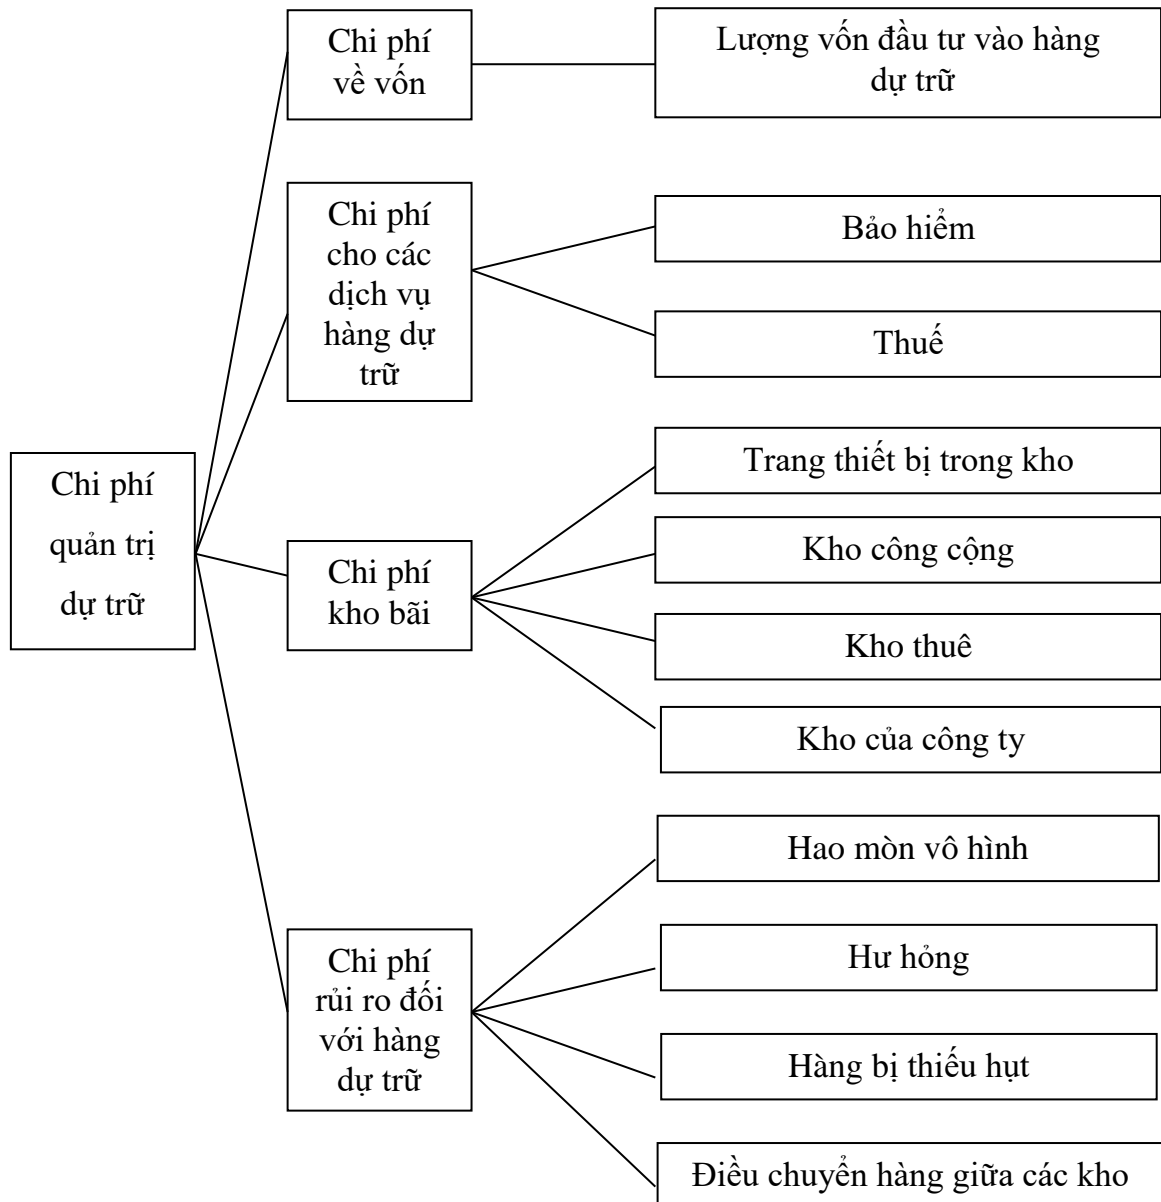 Chi phí
quản trị
dự trữ
Chi phí
về vốn
Lượng vốn đầu tư vào hàng
dự trữ
Chi phí
cho các
dịch vụ
hàng dự
trữ
Bảo hiểm
Thuế
Chi phí
kho bãi
Trang thiết bị trong kho
Kho công cộng
Kho thuê
Kho của công ty
Chi phí
rủi ro đối
với hàng
dự trữ
Hao mòn vô hình
Hư hỏng
Hàng bị thiếu hụt
Điều chuyển hàng giữa các kho